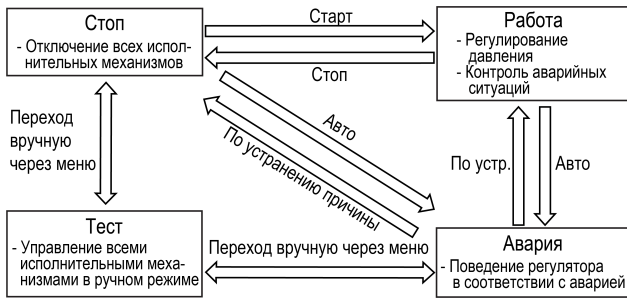 Стоп
- Отключение всех испол-
нительных механизмов
Старт
Стоп
Работа
- Регулирование
давления
- Контроль аварийных
ситуаций
Переход
вручную
через меню
Авто
По устранению причины
По устр.
Авто
Тест
- Управление всеми
исполнительными меха-
низмами в ручном режиме
Переход вручную через меню
Авария
- Поведение регулятора
в соответствии с аварией